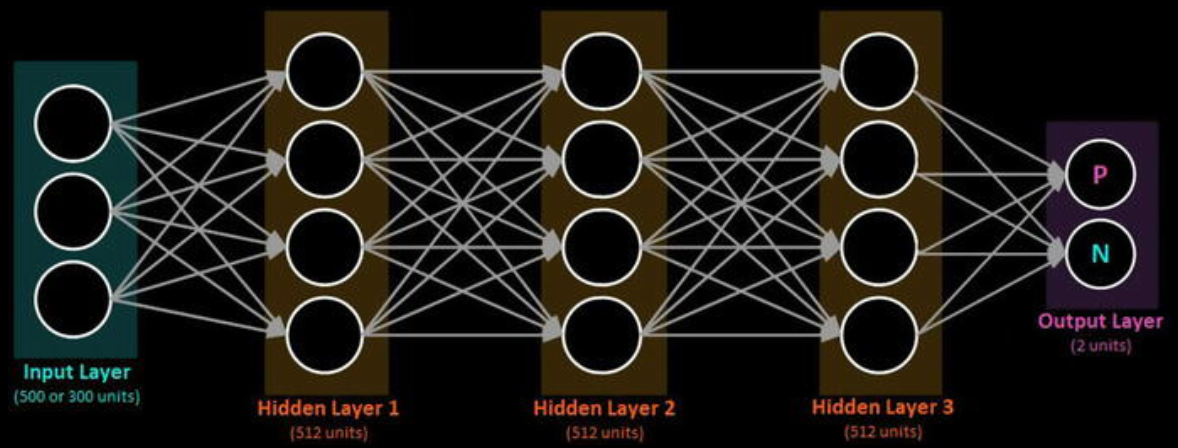 P
N
Input Layer
(500 or 300 units)
Hidden Layer 1
(512 units)
Hidden Layer 2
(512 units)
Hidden Layer 3
(512 units)
Output Layer
(2 units)